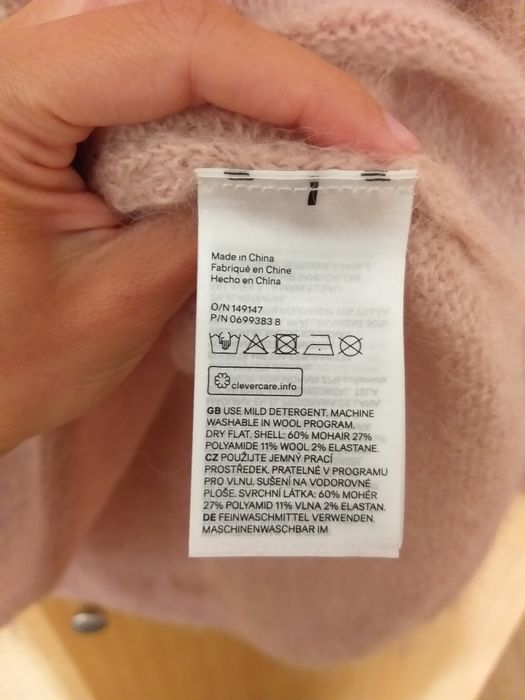 Made in China
Fabriqué en Chine
Hecho en China
O/N 149147
P/N 0699383 8
clevercare.info
GB USE MILD DETERGENT. MACHINE
WASHABLE IN WOOL PROGRAM.
DRY FLAT. SHELL: 60% MOHAIR 27%
POLYAMIDE 11% WOOL 2% ELASTANE.
CZ POUŽIJTE JEMNÝ PRACÍ
PROSTŘEDEK. PRATELNÉ V PROGRAMU
PRO VLNU. SUŠENÍ NA VODOROVNÉ
PLOŠE. SVRCHNÍ LÁTKA: 60% MOHÉR
27% POLYAMID 11% VLNA 2% ELASTAN.
DE FEINWASCHMITTEL VERWENDEN.
MASCHINENWASCHBAR IM